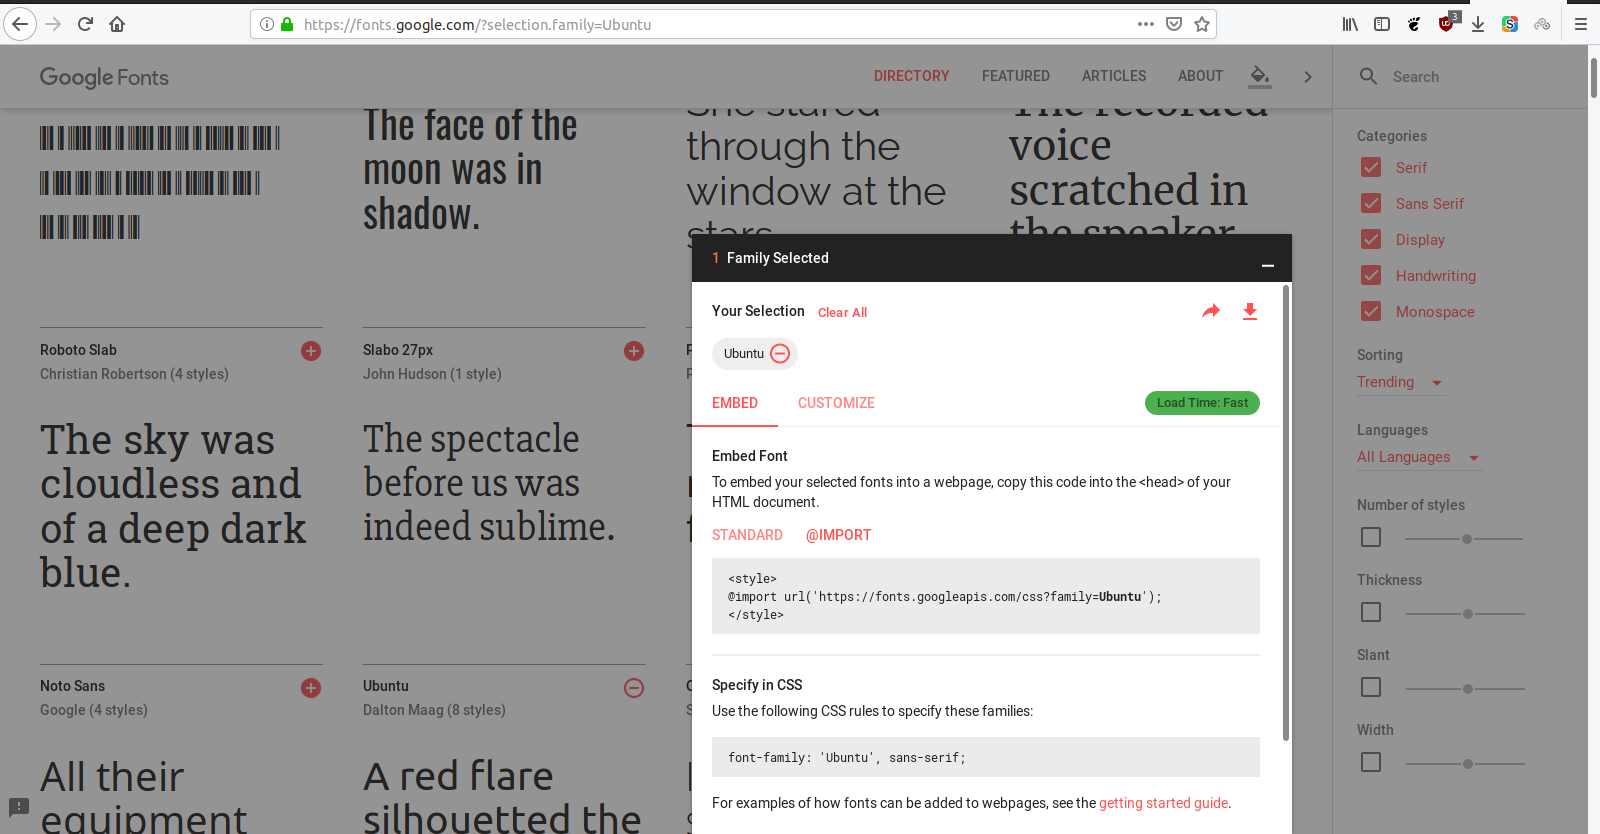 https://fonts.google.com/?selection.family=Ubuntu
3
Google Fonts
DIRECTORY
FEATURED
ARTICLES
ABOUT
Search
The face of the
moon was in
shadow.
She stared
through the
window at the
stars
The recorded
voice
scratched in
the speaker
Categories
Serif
Sans Serif
Display
Handwriting
Monospace
Sorting
Trending
Languages
All Languages
Number of styles
Thickness
Slant
Width
Roboto Slab
Christian Robertson (4 styles)
The sky was
cloudless and
of a deep dark
blue.
Slabo 27px
John Hudson (1 style)
The spectacle
before us was
indeed sublime.
Noto Sans
Google (4 styles)
All their
equipment
Ubuntu
Dalton Maag (8 styles)
A red flare
silhouetted the
1 Family Selected
Your Selection
Clear All
Ubuntu
EMBED
CUSTOMIZE
Load Time: Fast
Embed Font
To embed your selected fonts into a webpage, copy this code into the <head> of your
HTML document.
STANDARD
@IMPORT
<style>
@import url('https://fonts.googleapis.com/css?family=Ubuntu');
</style>
Specify in CSS
Use the following CSS rules to specify these families:
font-family: 'Ubuntu', sans-serif;
For examples of how fonts can be added to webpages, see the getting started guide.